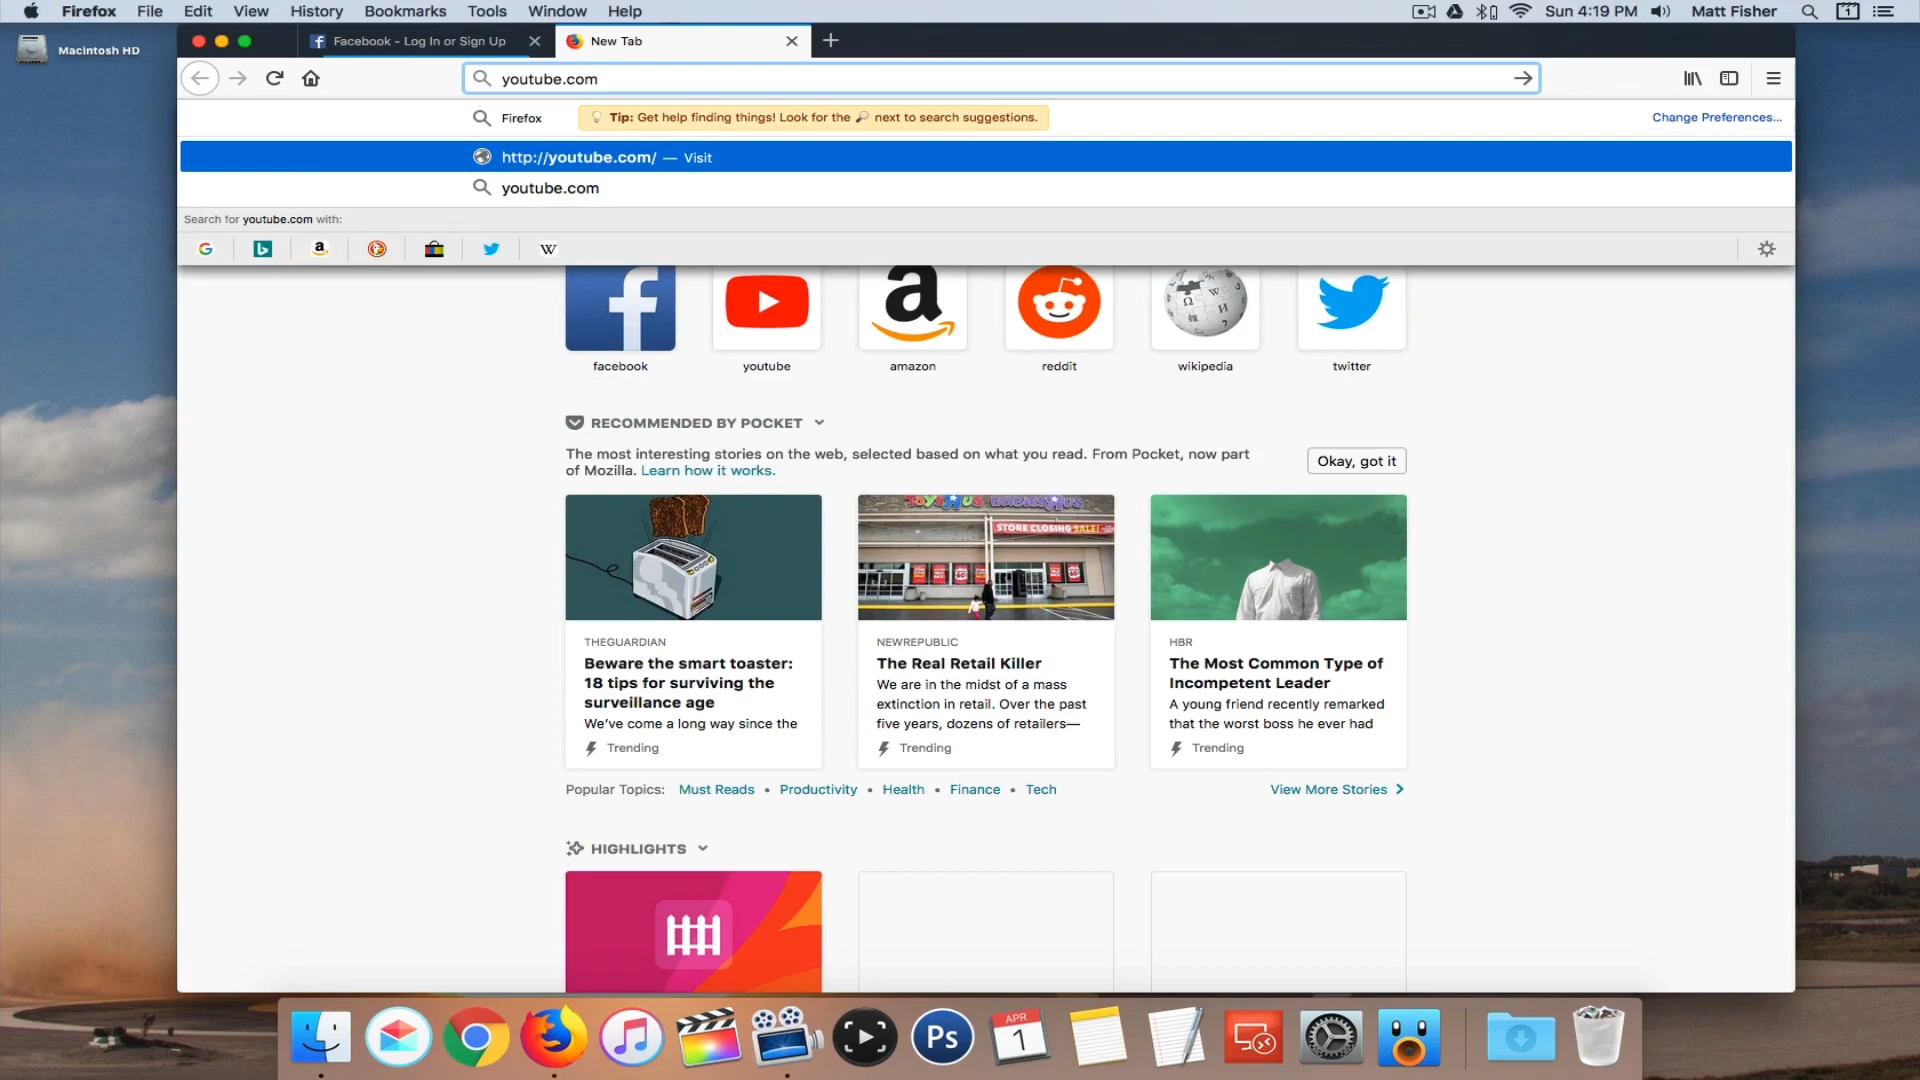 Firefox File Edit View History Bookmarks Tools Window Help
1
Sun 4:19 PM Matt Fisher
Macintosh HD
Facebook - Log In or Sign Up
New Tab
youtube.com
Firefox
Tip: Get help finding things! Look for the 🔎 next to search suggestions.
Change Preferences...
http://youtube.com/ — Visit
youtube.com
Search for youtube.com with:
facebook
youtube
amazon
reddit
wikipedia
twitter
RECOMMENDED BY POCKET
The most interesting stories on the web, selected based on what you read. From Pocket, now part
of Mozilla. Learn how it works.
Okay, got it
TOYS R US BABIES R US
STORE CLOSING SALE!
THEGUARDIAN
Beware the smart toaster:
18 tips for surviving the
surveillance age
We've come a long way since the
Trending
NEWREPUBLIC
The Real Retail Killer
We are in the midst of a mass
extinction in retail. Over the past
five years, dozens of retailers—
Trending
HBR
The Most Common Type of
Incompetent Leader
A young friend recently remarked
that the worst boss he ever had
Trending
Popular Topics: Must Reads • Productivity • Health • Finance • Tech
View More Stories
HIGHLIGHTS
Ps
APR
1